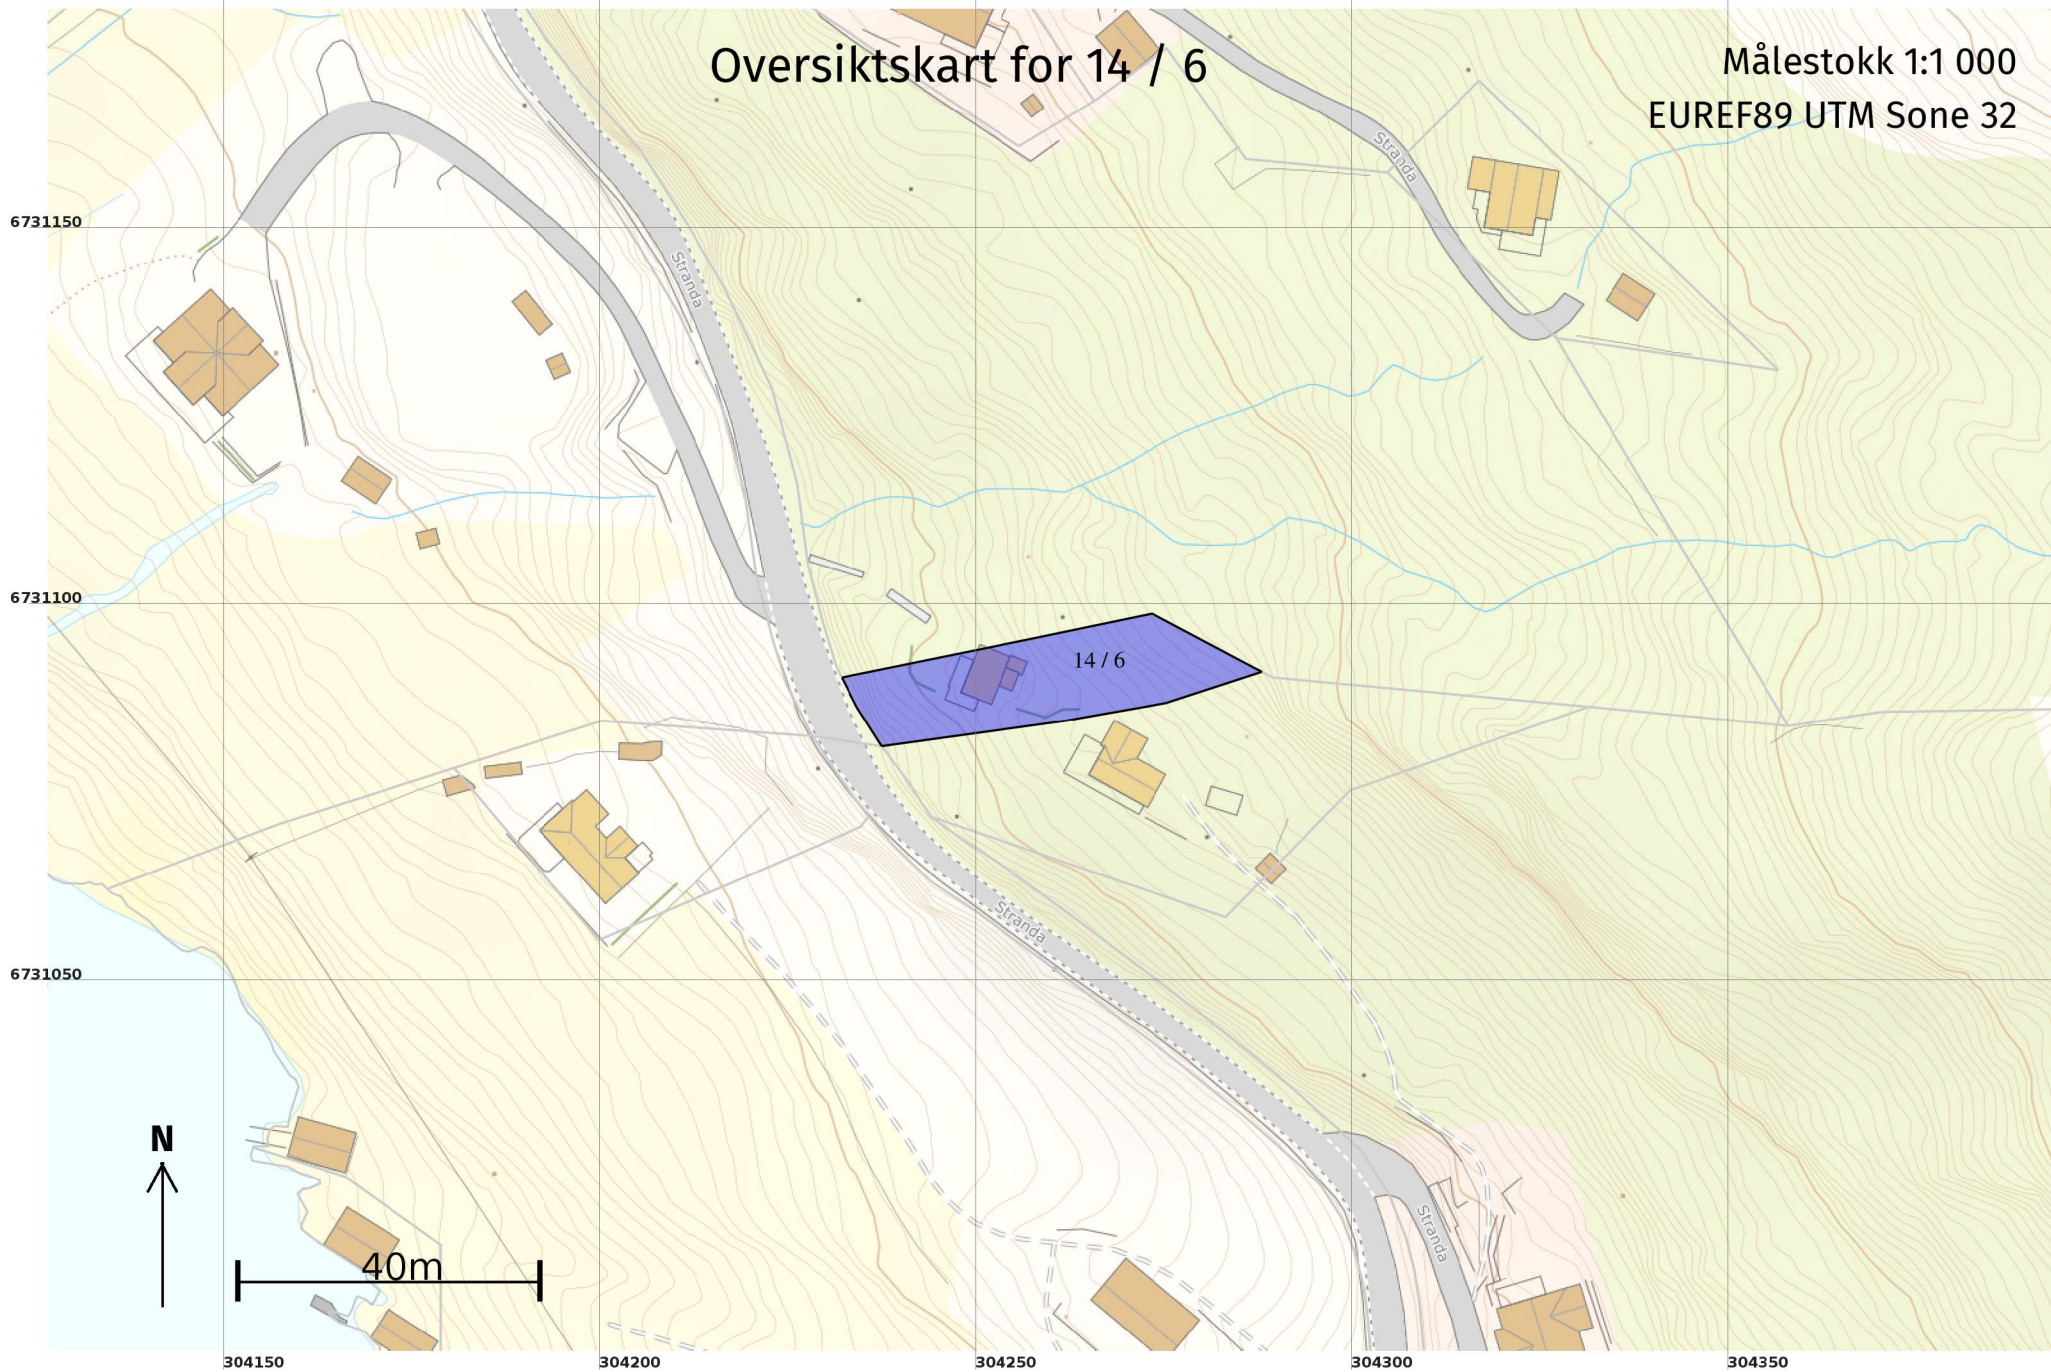 Oversiktskart for 14 / 6
Målestokk 1:1 000
EUREF89 UTM Sone 32
Stranda
6731150
Stranda
6731100
14 / 6
Stranda
6731050
N
Stranda
40m
304150
304200
304250
304300
304350